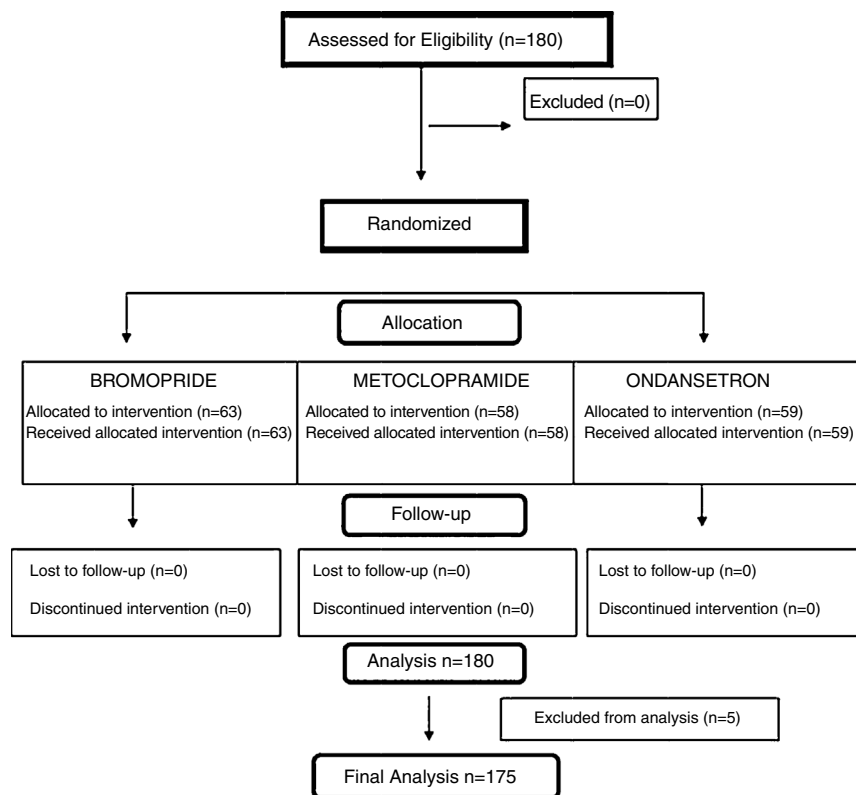 Assessed for Eligibility (n=180)
Excluded (n=0)
Randomized
Allocation
BROMOPRIDE
Allocated to intervention (n=63)
Received allocated intervention (n=63)
METOCLOPRAMIDE
Allocated to intervention (n=58)
Received allocated intervention (n=58)
ONDANSETRON
Allocated to intervention (n=59)
Received allocated intervention (n=59)
Follow-up
Lost to follow-up (n=0)
Discontinued intervention (n=0)
Lost to follow-up (n=0)
Discontinued intervention (n=0)
Lost to follow-up (n=0)
Discontinued intervention (n=0)
Analysis n=180
Excluded from analysis (n=5)
Final Analysis n=175